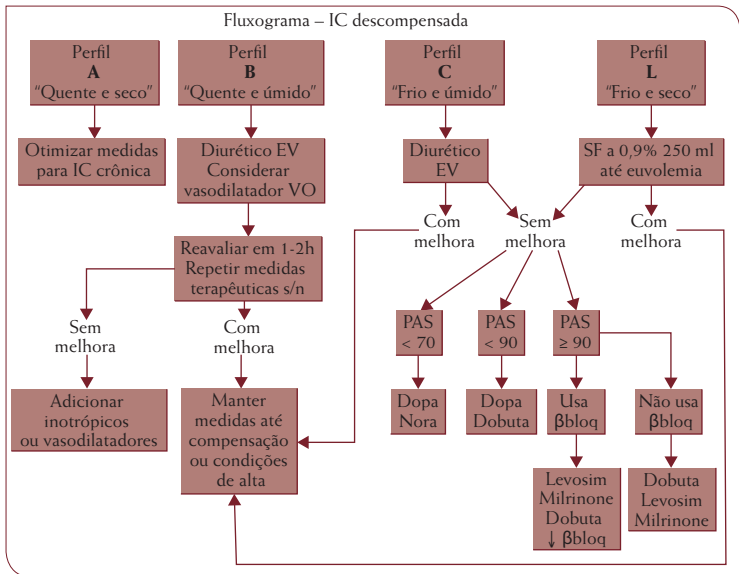 Fluxograma – IC descompensada
Perfil
A
“Quente e seco”
Perfil
B
“Quente e úmido”
Perfil
C
“Frio e úmido”
Perfil
L
“Frio e seco”
Otimizar medidas
para IC crônica
Diurético EV
Considerar
vasodilatador VO
Diurético
EV
SF a 0,9% 250 ml
até euvolemia
Com
melhora
Sem
melhora
Com
melhora
Reavaliar em 1-2h
Repetir medidas
terapêuticas s/n
Sem
melhora
Com
melhora
PAS
< 70
PAS
< 90
PAS
≥ 90
Adicionar
inotrópicos
ou vasodilatadores
Manter
medidas até
compensação
ou condições
de alta
Dopa
Nora
Dopa
Dobuta
Usa
βbloq
Não usa
βbloq
Levosim
Milrinone
Dobuta
↓ βbloq
Dobuta
Levosim
Milrinone